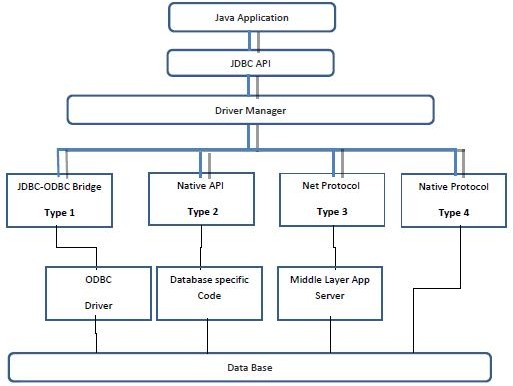 Java Application
JDBC API
Driver Manager
JDBC-ODBC Bridge
Type 1
Native API
Type 2
Net Protocol
Type 3
Native Protocol
Type 4
ODBC
Driver
Database specific
Code
Middle Layer App
Server
Data Base